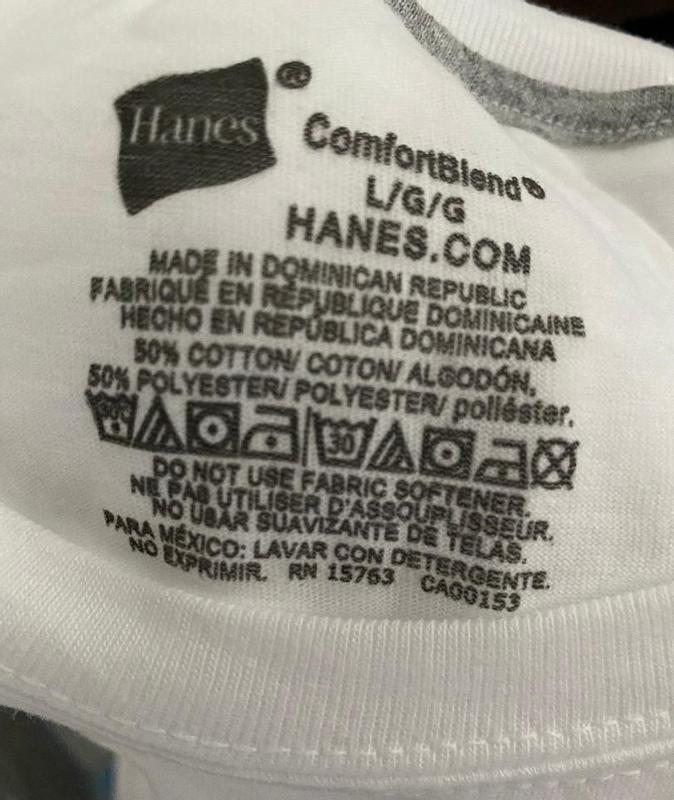 Hanes®
ComfortBlend®
L/G/G
HANES.COM
MADE IN DOMINICAN REPUBLIC
FABRIQUÉ EN RÉPUBLIQUE DOMINICAINE
HECHO EN REPÚBLICA DOMINICANA
50% COTTON/ COTON/ ALGODÓN,
50% POLYESTER/ POLYESTER/ poliéster.
30
DO NOT USE FABRIC SOFTENER.
NE PAS UTILISER D'ASSOUPLISSEUR.
NO USAR SUAVIZANTE DE TELAS.
PARA MÉXICO: LAVAR CON DETERGENTE.
NO EXPRIMIR. RN 15763 CA00153